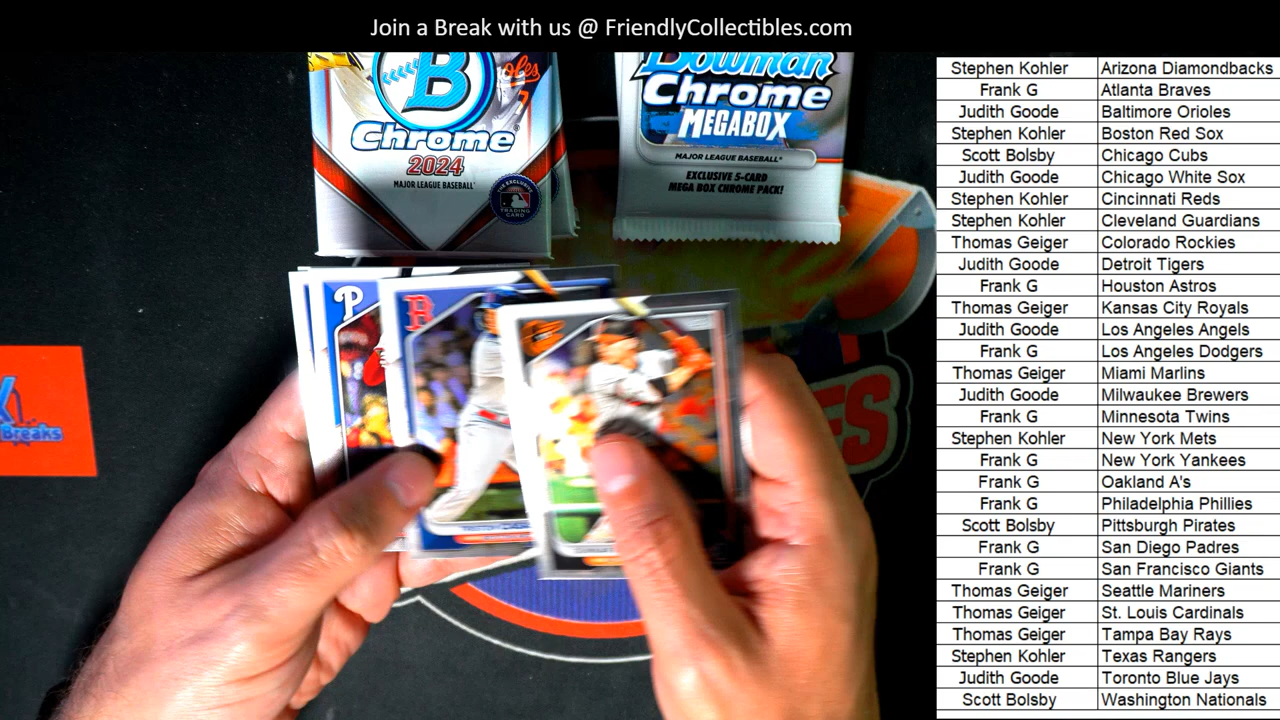 Join a Break with us @ FriendlyCollectibles.com
B
Chrome
2024
MAJOR LEAGUE BASEBALL
Bowman
Chrome
MEGABOX
MAJOR LEAGUE BASEBALL
EXCLUSIVE 5-CARD
MEGA BOX CHROME PACK!
P
B
Breaks
ES
Stephen Kohler Arizona Diamondbacks
Frank G Atlanta Braves
Judith Goode Baltimore Orioles
Stephen Kohler Boston Red Sox
Scott Bolsby Chicago Cubs
Judith Goode Chicago White Sox
Stephen Kohler Cincinnati Reds
Stephen Kohler Cleveland Guardians
Thomas Geiger Colorado Rockies
Judith Goode Detroit Tigers
Frank G Houston Astros
Thomas Geiger Kansas City Royals
Judith Goode Los Angeles Angels
Frank G Los Angeles Dodgers
Thomas Geiger Miami Marlins
Judith Goode Milwaukee Brewers
Frank G Minnesota Twins
Stephen Kohler New York Mets
Frank G New York Yankees
Frank G Oakland A's
Frank G Philadelphia Phillies
Scott Bolsby Pittsburgh Pirates
Frank G San Diego Padres
Frank G San Francisco Giants
Thomas Geiger Seattle Mariners
Thomas Geiger St. Louis Cardinals
Thomas Geiger Tampa Bay Rays
Stephen Kohler Texas Rangers
Judith Goode Toronto Blue Jays
Scott Bolsby Washington Nationals